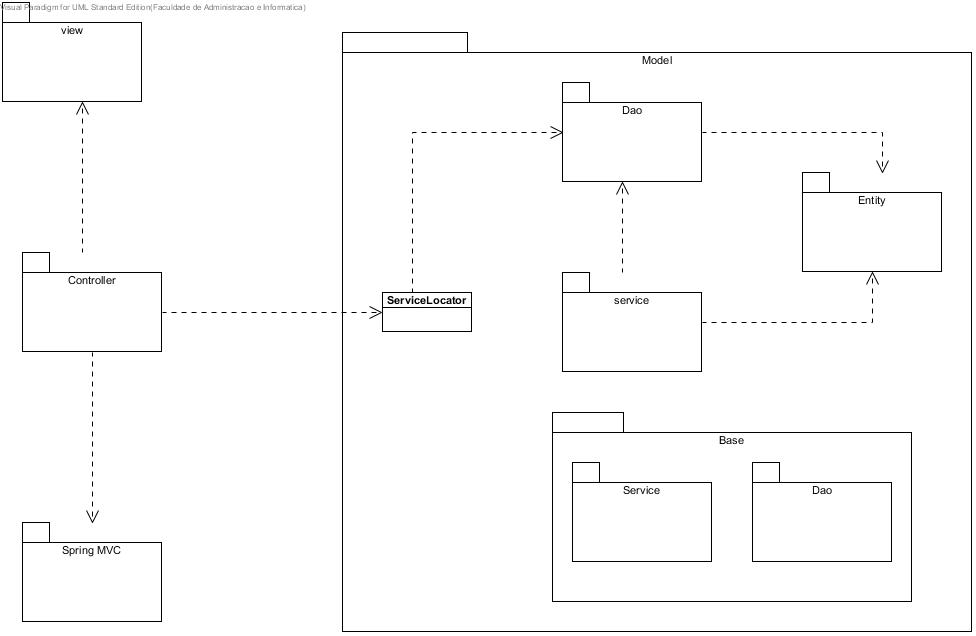 Visual Paradigm for UML Standard Edition(Faculdade de Administracao e Informatica)
view
Model
Dao
Entity
Controller
ServiceLocator
service
Base
Service
Dao
Spring MVC